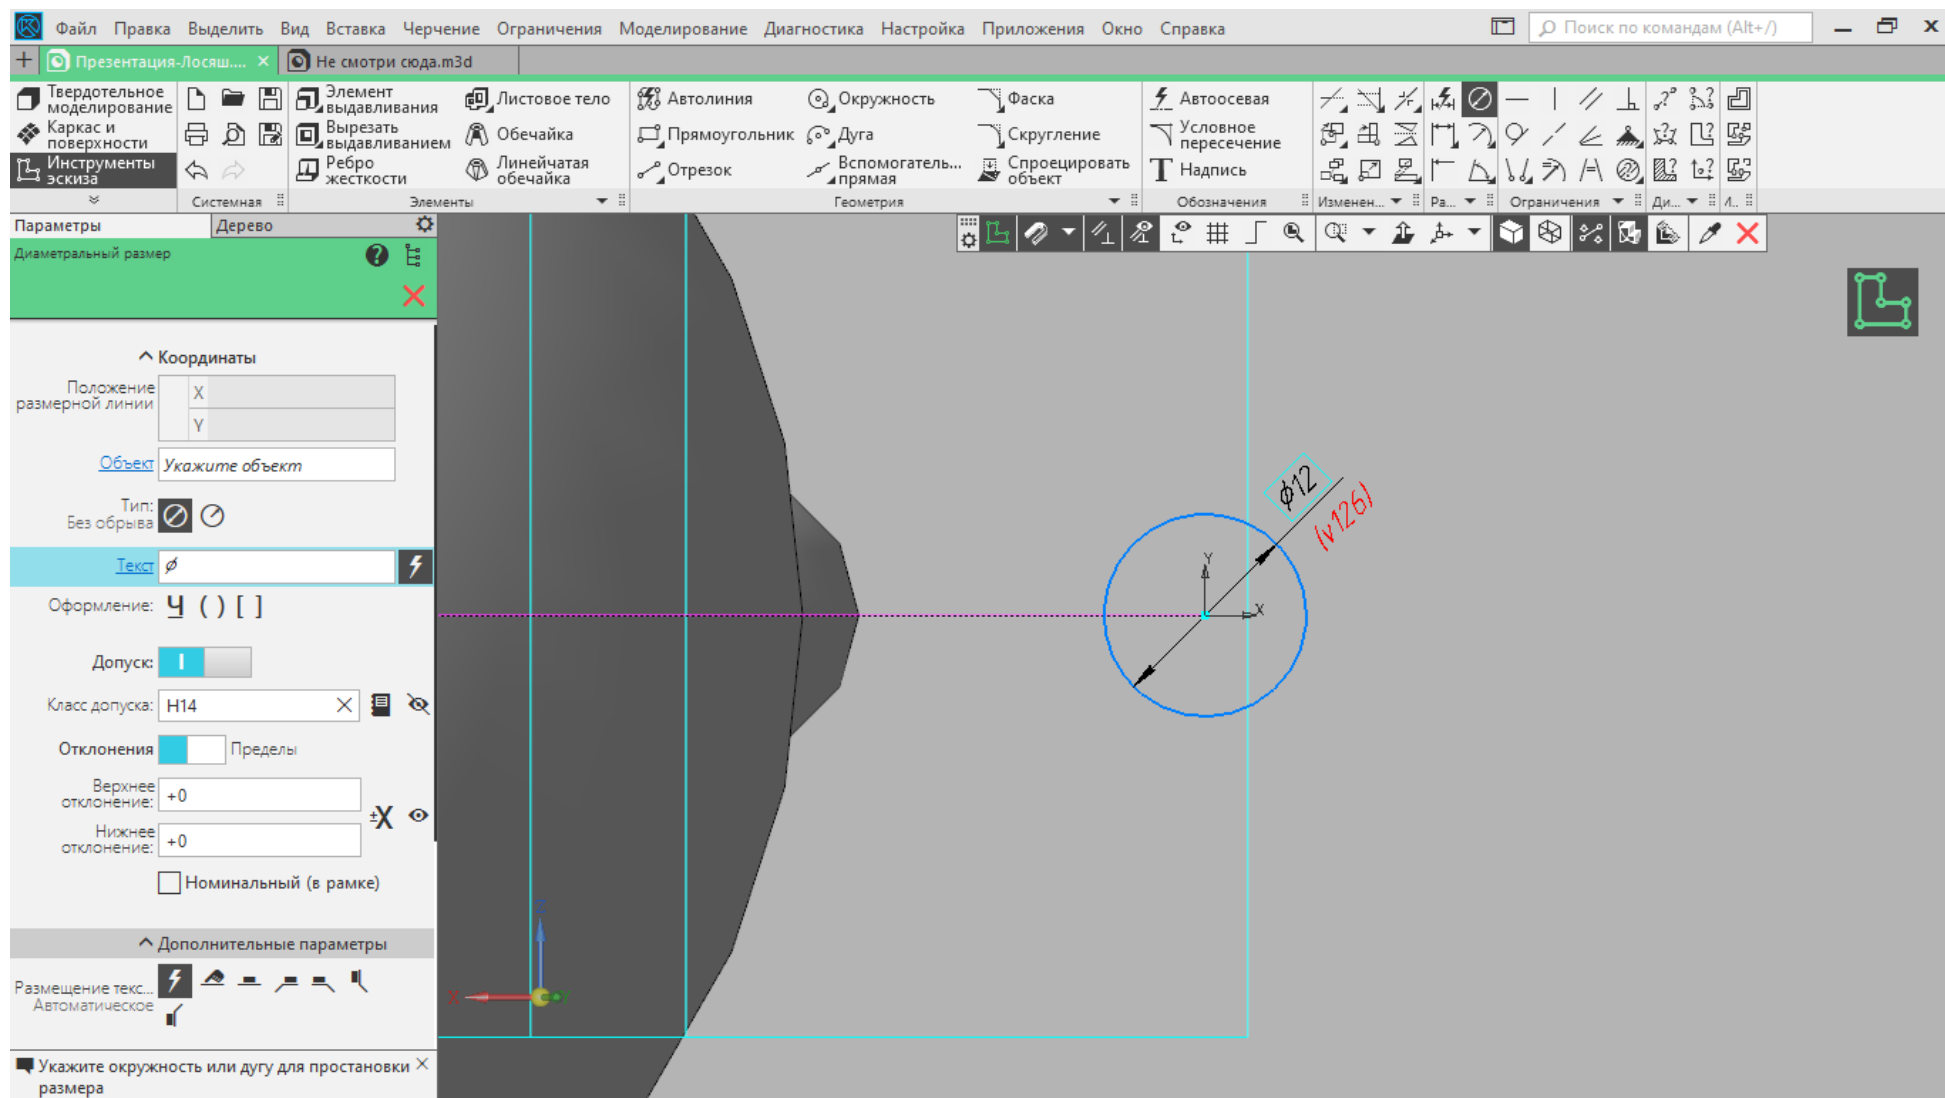 Файл Правка Выделить Вид Вставка Черчение Ограничения Моделирование Диагностика Настройка Приложения Окно Справка Поиск по командам (Alt+/)
Презентация-Лосяш.... Не смотри сюда.m3d
Твердотельное моделирование
Каркас и поверхности
Инструменты эскиза
Системная
Элемент выдавливания
Вырезать выдавливанием
Ребро жесткости
Листовое тело
Обечайка
Линейчатая обечайка
Элементы
Автолиния
Прямоугольник
Отрезок
Окружность
Дуга
Вспомогатель... прямая
Фаска
Скругление
Спроецировать объект
Геометрия
Автоосевая
Условное пересечение
Надпись
Обозначения
Изменен...
Ра...
Ограничения
Ди...
Параметры Дерево
Диаметральный размер
Координаты
Положение размерной линии
X
Y
Объект Укажите объект
Тип:
Без обрыва
Текст ϕ
Оформление: Ч ( ) [ ]
Допуск:
Класс допуска: H14
Отклонения Пределы
Верхнее отклонение: +0
±X
Нижнее отклонение: +0
Номинальный (в рамке)
Дополнительные параметры
Размещение текс...
Автоматическое
Укажите окружность или дугу для простановки
размера
ϕ12
(v126)
Y
X
Z
X